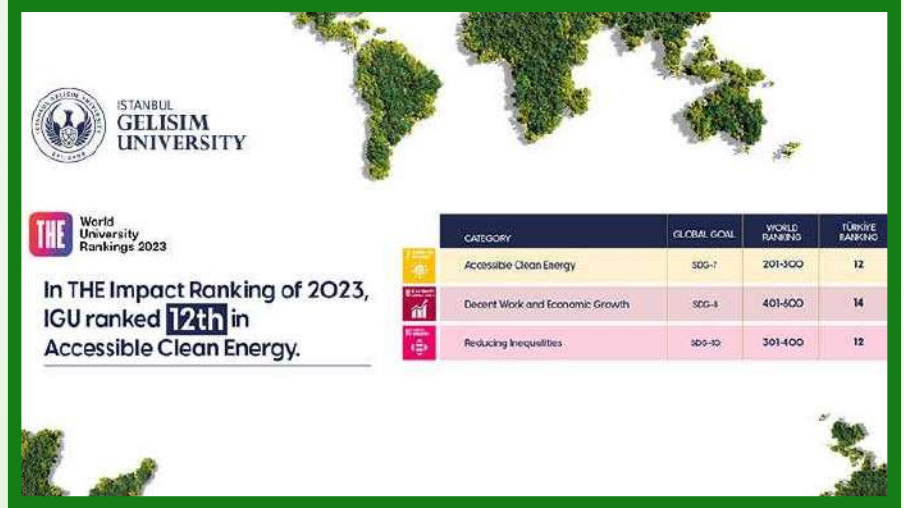 ISTANBUL
GELISIM
UNIVERSITY
THE
World
University
Rankings 2023
In THE Impact Ranking of 2023,
IGU ranked 12th in
Accessible Clean Energy.
CATEGORY GLOBAL GOAL WORLD RANKING TÜRKİYE RANKING
Accessible Clean Energy SDG-7 201-300 12
Decent Work and Economic Growth SDG-8 401-600 14
Reducing Inequalities SDG-10 301-400 12